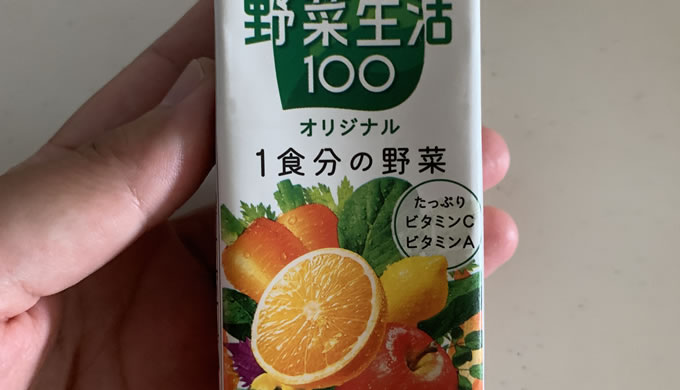 野菜生活
100
オリジナル
1食分の野菜
たっぷり
ビタミンC
ビタミンA